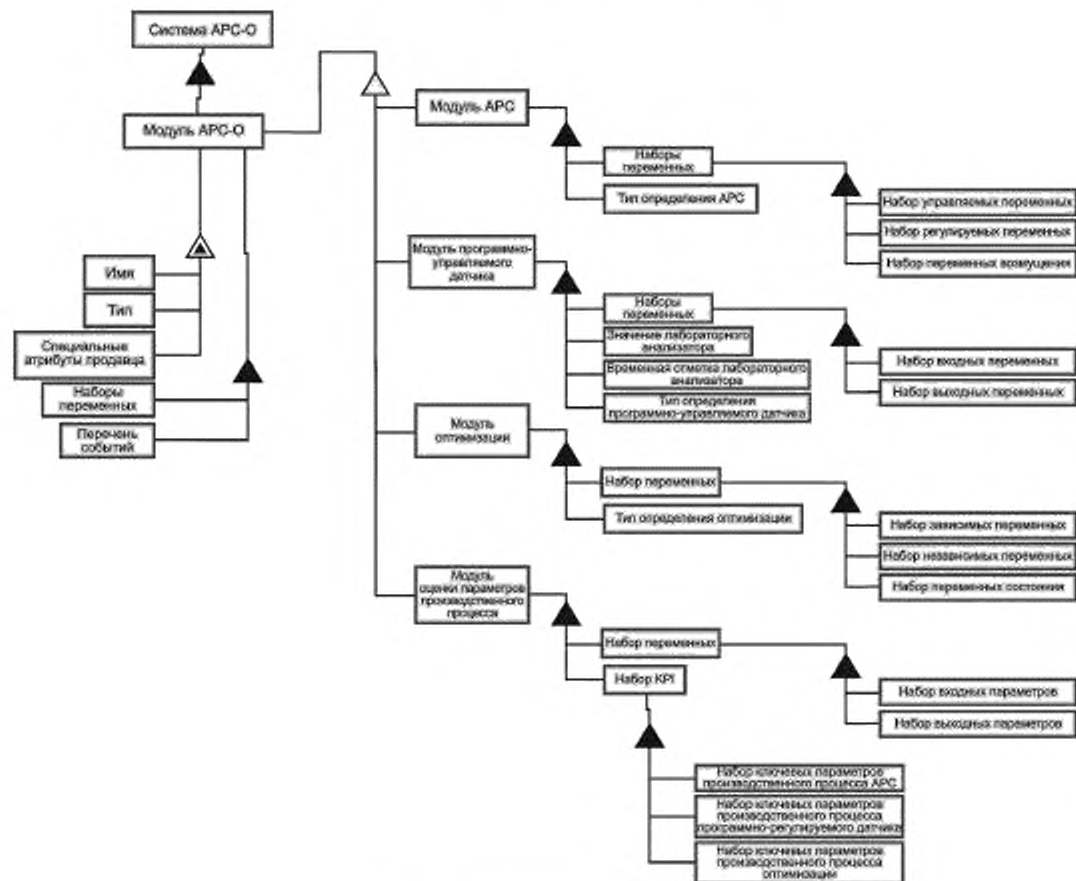 Система АРС-О
Модуль АРС-О
Имя
Тип
Специальные
атрибуты продавца
Наборы
переменных
Перечень
событий
Модуль АРС
Наборы
переменных
Тип определения АРС
Набор управляемых переменных
Набор регулируемых переменных
Набор переменных возмущения
Модуль программно-
управляемого
датчика
Наборы
переменных
Значение лабораторного
анализатора
Временная отметка лабораторного
анализатора
Тип определения
программно-управляемого датчика
Набор входных переменных
Набор выходных переменных
Модуль
оптимизации
Набор переменных
Тип определения оптимизации
Набор зависимых переменных
Набор независимых переменных
Набор переменных состояния
Модуль
оценки параметров
производственного
процесса
Набор переменных
Набор KPI
Набор входных параметров
Набор выходных параметров
Набор ключевых параметров
производственного процесса АРС
Набор ключевых параметров
производственного процесса
программно-регулируемого датчика
Набор ключевых параметров
производственного процесса
оптимизации